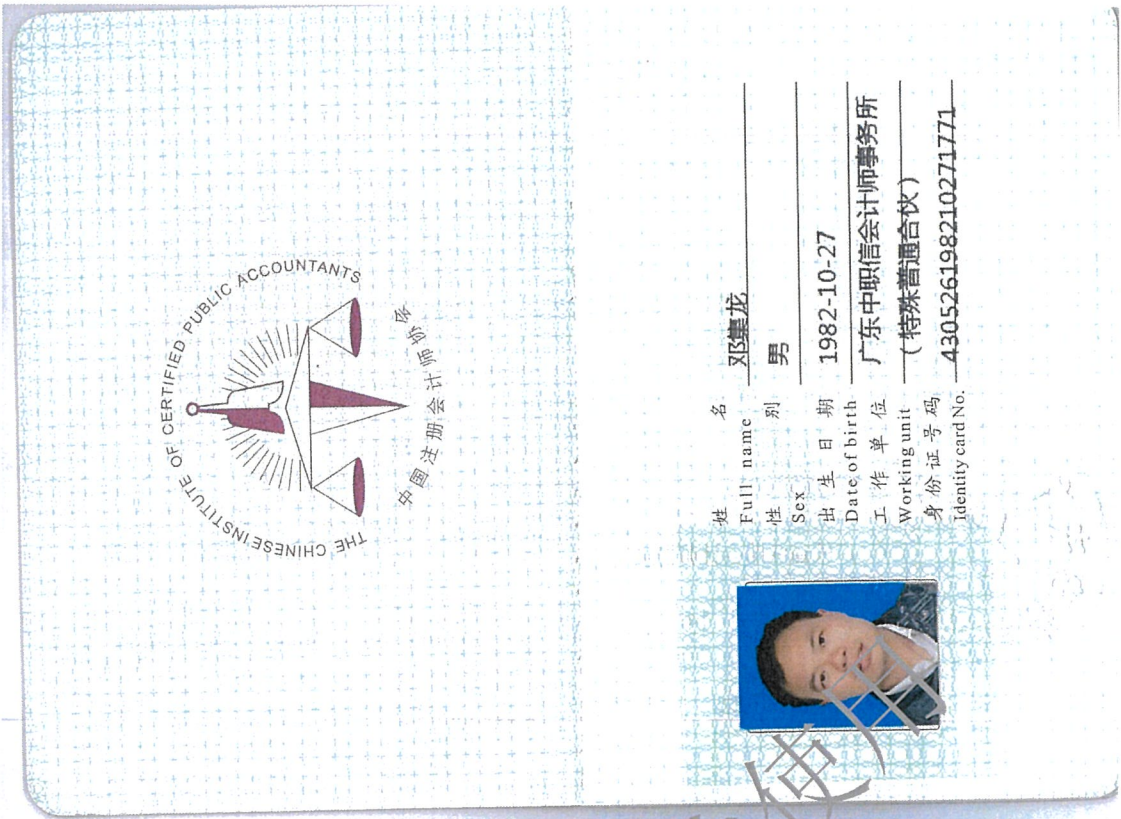 THE CHINESE INSTITUTE OF CERTIFIED PUBLIC ACCOUNTANTS
中国注册会计师协会
姓 名 邓集龙
Full name
性 别 男
Sex
出 生 日 期 1982-10-27
Date of birth
工 作 单 位 广东中职信会计师事务所
Working unit (特殊普通合伙)
身 份 证 号 码 430526198210271771
Identity card No.
使用